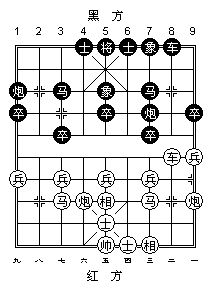 黑 方
1 2 3 4 5 6 7 8 9
士 将 士 象 车
炮 马 象 马
卒 卒 炮 卒
卒 卒
车 兵
兵 兵 兵 兵
马 炮 相 马 炮
士
帅 士 相
九 八 七 六 五 四 三 二 一
红 方